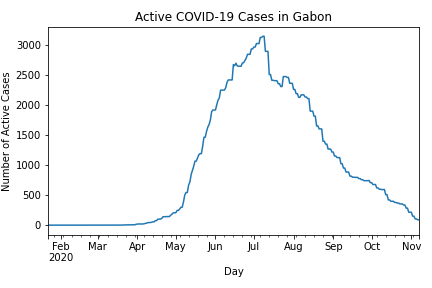 Active COVID-19 Cases in Gabon
Number of Active Cases
3000
2500
2000
1500
1000
500
0
Feb Mar Apr May Jun Jul Aug Sep Oct Nov
2020
Day